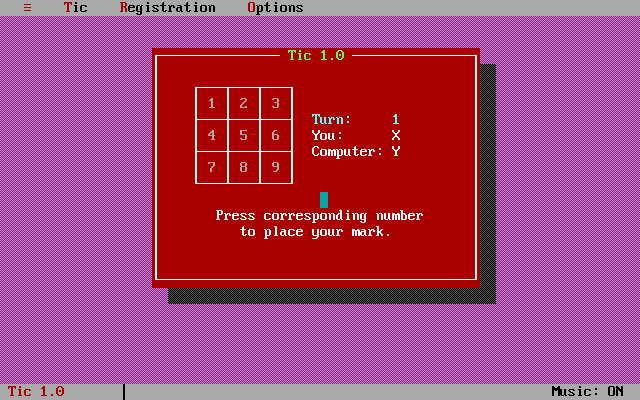 ≡ Tic Registration Options
Tic 1.0
1 2 3
4 5 6
7 8 9
Turn: 1
You: X
Computer: Y
Press corresponding number
to place your mark.
Tic 1.0 Music: ON